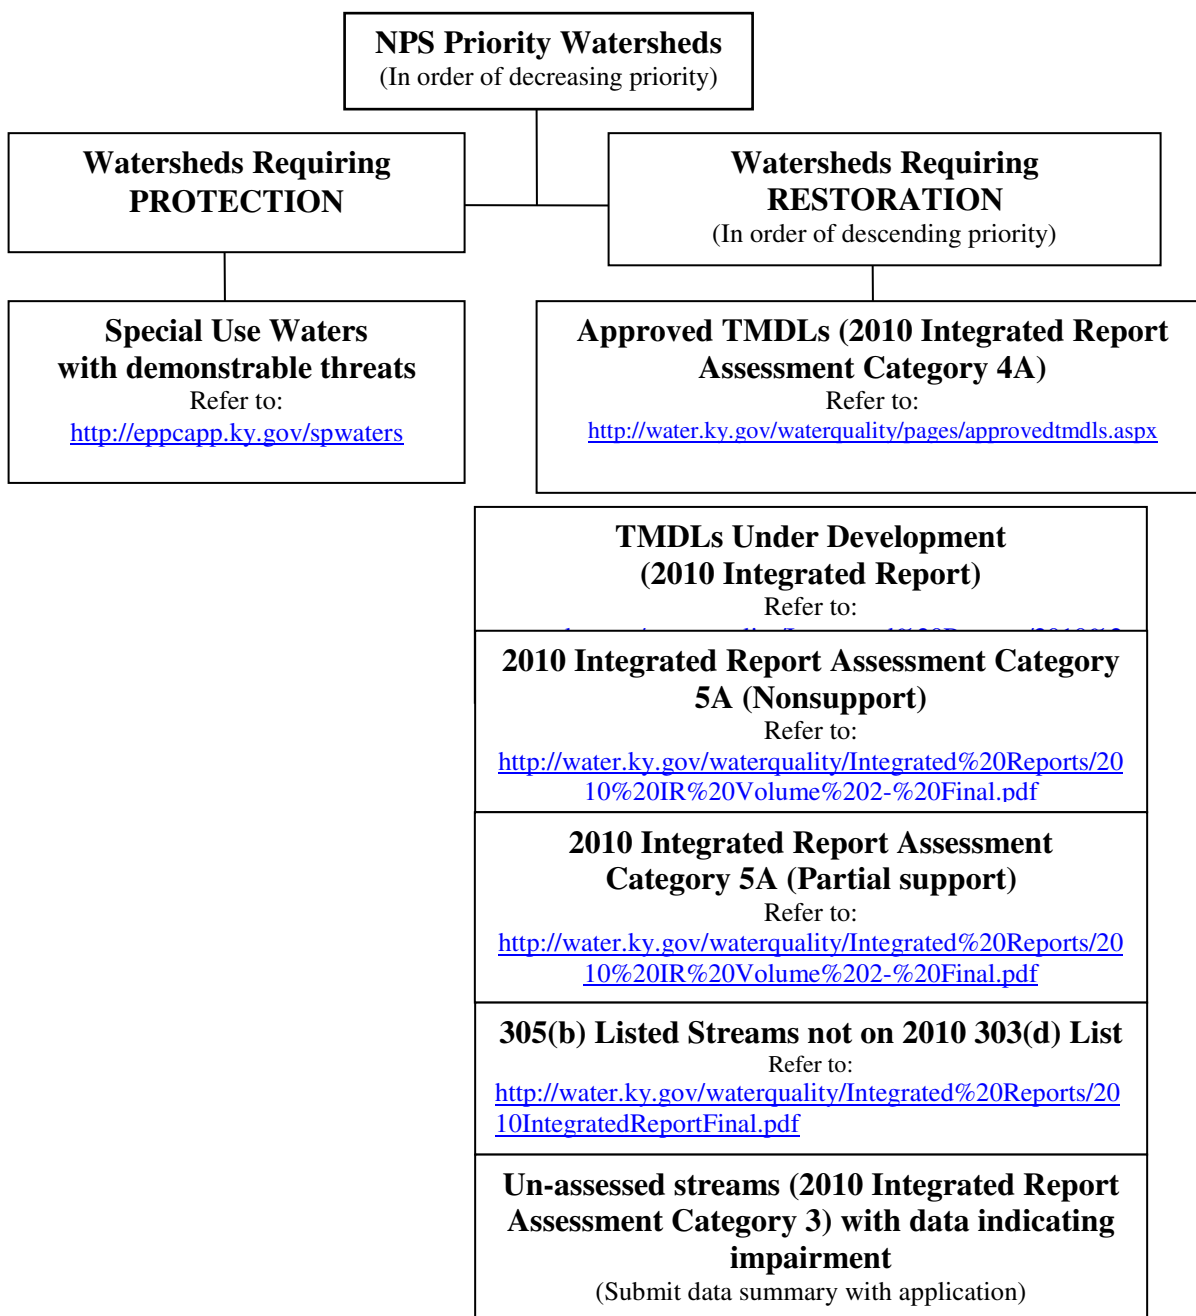 NPS Priority Watersheds
(In order of decreasing priority)
Watersheds Requiring
PROTECTION
Watersheds Requiring
RESTORATION
(In order of descending priority)
Special Use Waters
with demonstrable threats
Refer to:
http://eppcapp.ky.gov/spwaters
Approved TMDLs (2010 Integrated Report
Assessment Category 4A)
Refer to:
http://water.ky.gov/waterquality/pages/approvedtmdls.aspx
TMDLs Under Development
(2010 Integrated Report)
Refer to:
2010 Integrated Report Assessment Category
5A (Nonsupport)
Refer to:
http://water.ky.gov/waterquality/Integrated%20Reports/20
10%20IR%20Volume%202-%20Final.pdf
2010 Integrated Report Assessment
Category 5A (Partial support)
Refer to:
http://water.ky.gov/waterquality/Integrated%20Reports/20
10%20IR%20Volume%202-%20Final.pdf
305(b) Listed Streams not on 2010 303(d) List
Refer to:
http://water.ky.gov/waterquality/Integrated%20Reports/20
10IntegratedReportFinal.pdf
Un-assessed streams (2010 Integrated Report
Assessment Category 3) with data indicating
impairment
(Submit data summary with application)